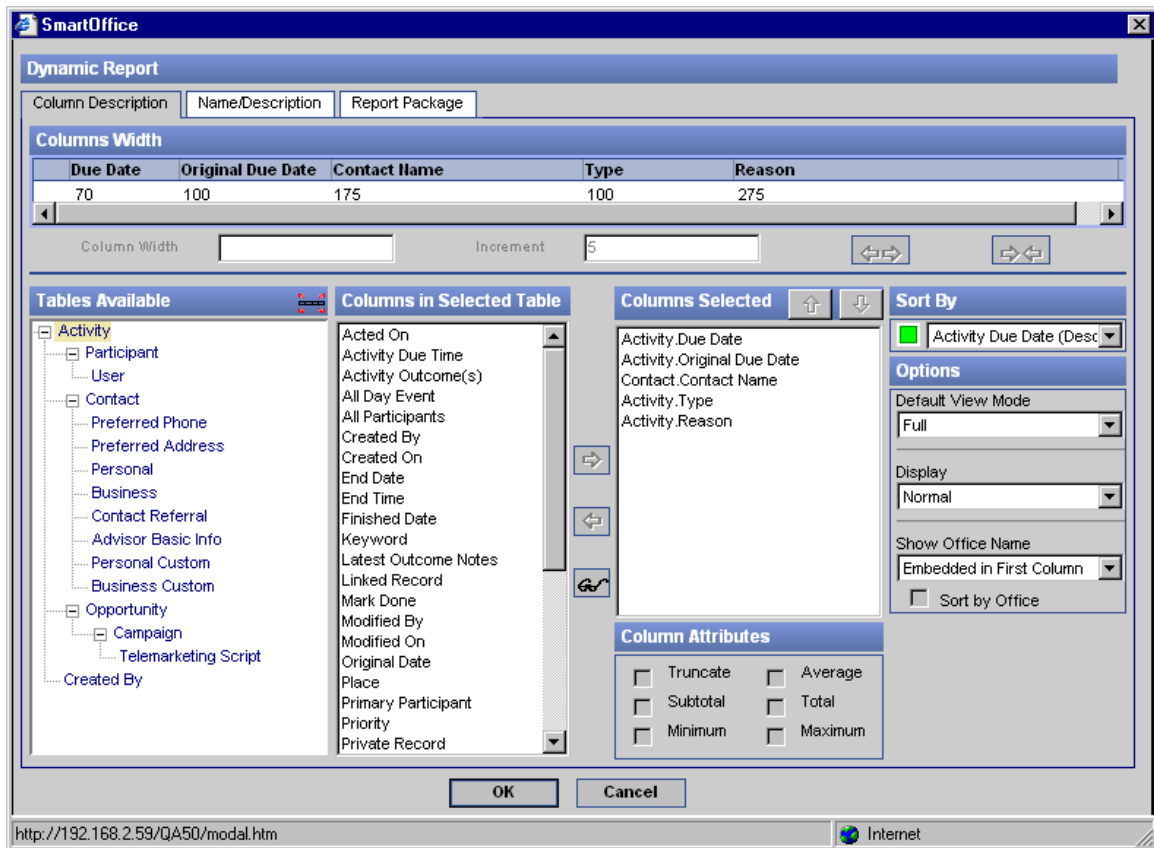 SmartOffice
Dynamic Report
Column Description Name/Description Report Package
Columns Width
Due Date Original Due Date Contact Name Type Reason
70 100 175 100 275
Column Width Increment 5
Tables Available
Activity
Participant
User
Contact
Preferred Phone
Preferred Address
Personal
Business
Contact Referral
Advisor Basic Info
Personal Custom
Business Custom
Opportunity
Campaign
Telemarketing Script
Created By
Columns in Selected Table
Acted On
Activity Due Time
Activity Outcome(s)
All Day Event
All Participants
Created By
Created On
End Date
End Time
Finished Date
Keyword
Latest Outcome Notes
Linked Record
Mark Done
Modified By
Modified On
Original Date
Place
Primary Participant
Priority
Private Record
Columns Selected
Activity.Due Date
Activity.Original Due Date
Contact.Contact Name
Activity.Type
Activity.Reason
Column Attributes
Truncate Average
Subtotal Total
Minimum Maximum
Sort By
Activity Due Date (Desc
Options
Default View Mode
Full
Display
Normal
Show Office Name
Embedded in First Column
Sort by Office
OK Cancel
http://192.168.2.59/QA50/modal.htm Internet